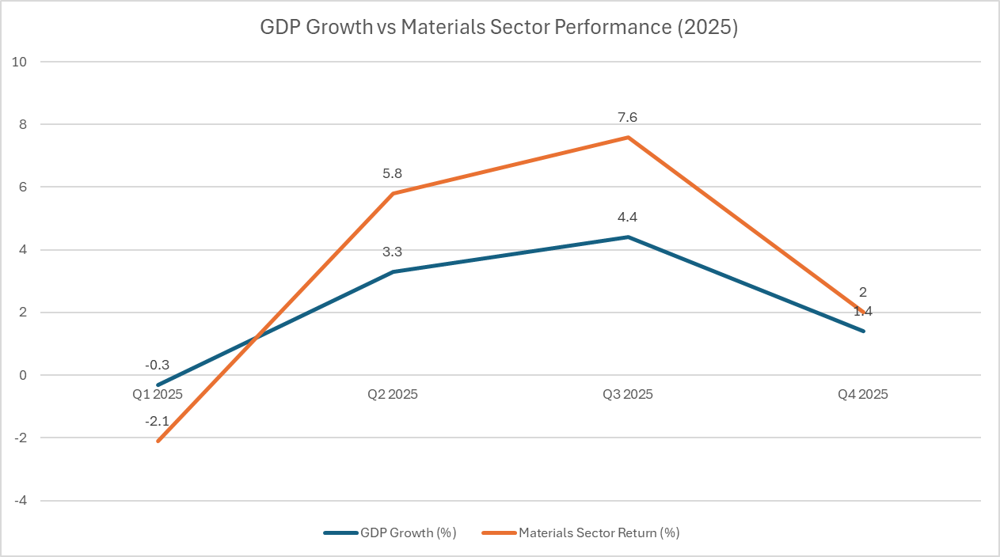 GDP Growth vs Materials Sector Performance (2025)
10
8
7.6
6
5.8
4.4
4
3.3
2
2
1.4
0
-0.3
Q1 2025
Q2 2025
Q3 2025
Q4 2025
-2.1
-2
-4
GDP Growth (%)
Materials Sector Return (%)